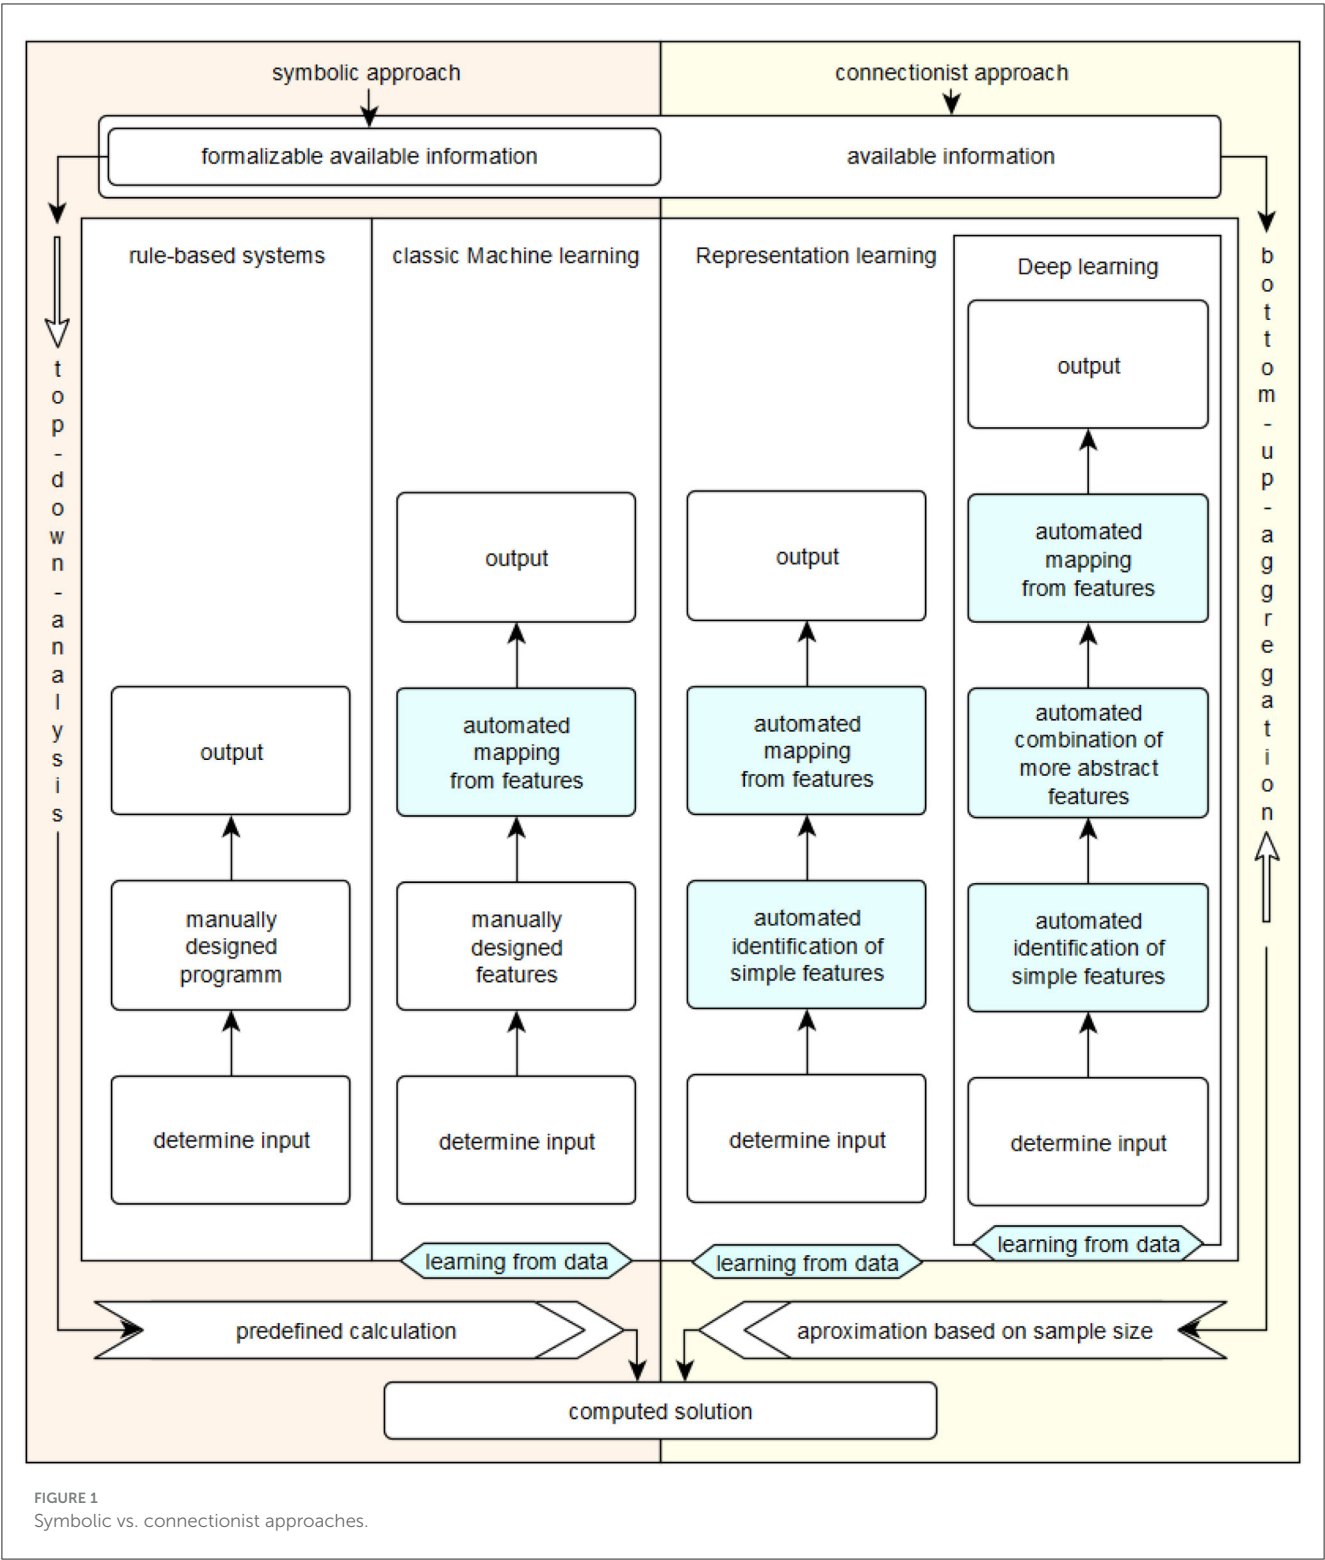 symbolic approach
connectionist approach
formalizable available information
available information
top-down-analysis
rule-based systems
output
manually
designed
programm
determine input
classic Machine learning
output
automated
mapping
from features
manually
designed
features
determine input
learning from data
Representation learning
output
automated
mapping
from features
automated
identification of
simple features
determine input
learning from data
Deep learning
output
automated
mapping
from features
automated
combination of
more abstract
features
automated
identification of
simple features
determine input
learning from data
bottom-up-aggregation
predefined calculation
aproximation based on sample size
computed solution
FIGURE 1
Symbolic vs. connectionist approaches.